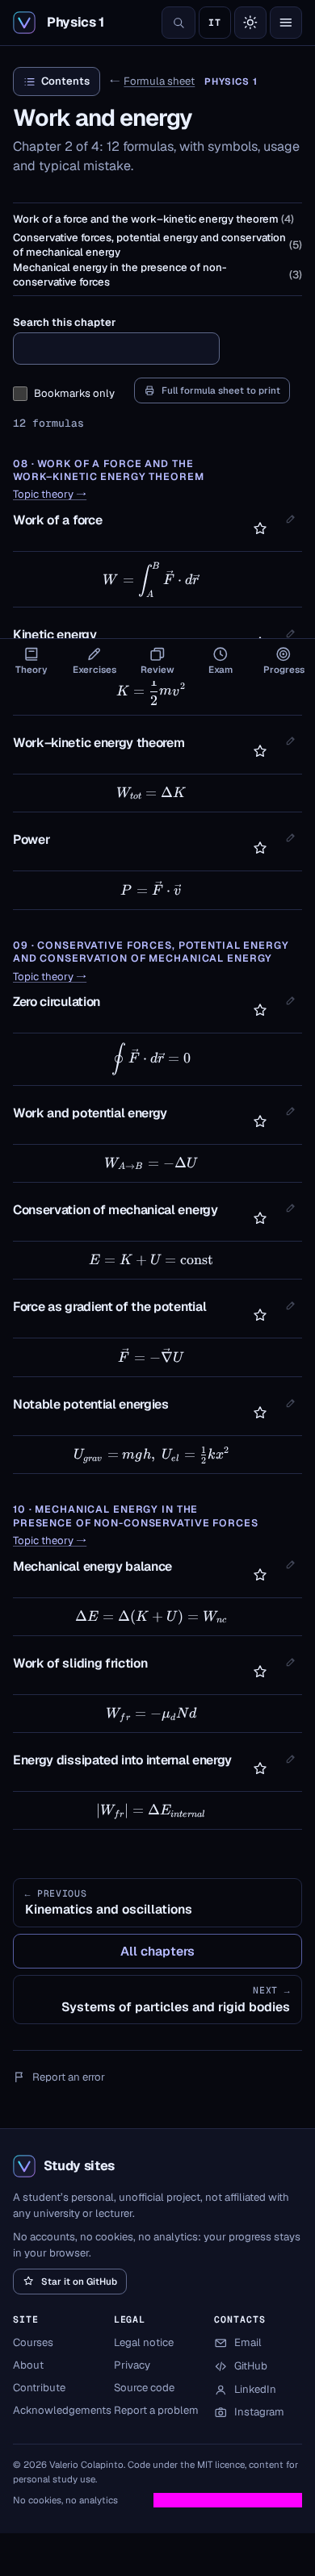 Physics 1
IT
Contents
← Formula sheet
PHYSICS 1
Work and energy
Chapter 2 of 4: 12 formulas, with symbols, usage
and typical mistake.
Work of a force and the work–kinetic energy theorem (4)
Conservative forces, potential energy and conservation
of mechanical energy (5)
Mechanical energy in the presence of non-
conservative forces (3)
Search this chapter
Bookmarks only
Full formula sheet to print
12 formulas
08 · WORK OF A FORCE AND THE
WORK–KINETIC ENERGY THEOREM
Topic theory →
Work of a force
W = ∫_A^B F⃗ · dr⃗
Kinetic energy
Theory
Exercises
Review
Exam
Progress
K = 1/2 mv²
Work–kinetic energy theorem
W_tot = ΔK
Power
P = F⃗ · v⃗
09 · CONSERVATIVE FORCES, POTENTIAL ENERGY
AND CONSERVATION OF MECHANICAL ENERGY
Topic theory →
Zero circulation
∮ F⃗ · dr⃗ = 0
Work and potential energy
W_A→B = −ΔU
Conservation of mechanical energy
E = K + U = const
Force as gradient of the potential
F⃗ = −∇⃗U
Notable potential energies
U_grav = mgh, U_el = 1/2 kx²
10 · MECHANICAL ENERGY IN THE
PRESENCE OF NON-CONSERVATIVE FORCES
Topic theory →
Mechanical energy balance
ΔE = Δ(K + U) = W_nc
Work of sliding friction
W_fr = −μ_d Nd
Energy dissipated into internal energy
|W_fr| = ΔE_internal
← PREVIOUS
Kinematics and oscillations
All chapters
NEXT →
Systems of particles and rigid bodies
Report an error
Study sites
A student's personal, unofficial project, not affiliated with
any university or lecturer.
No accounts, no cookies, no analytics: your progress stays
in your browser.
Star it on GitHub
SITE
Courses
About
Contribute
Acknowledgements
LEGAL
Legal notice
Privacy
Source code
Report a problem
CONTACTS
Email
GitHub
LinkedIn
Instagram
© 2026 Valerio Colapinto. Code under the MIT licence, content for
personal study use.
No cookies, no analytics